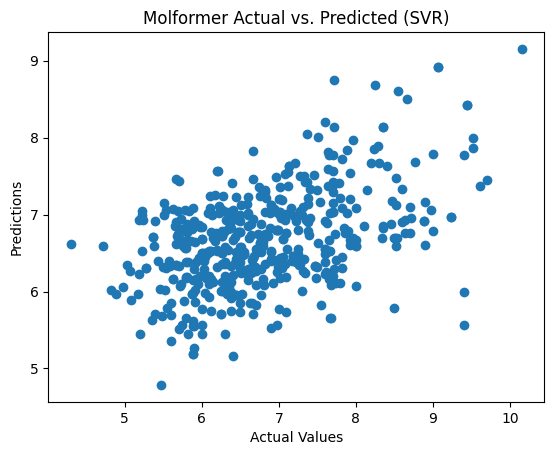 Molformer Actual vs. Predicted (SVR)
Predictions
9
8
7
6
5
5 6 7 8 9 10
Actual Values